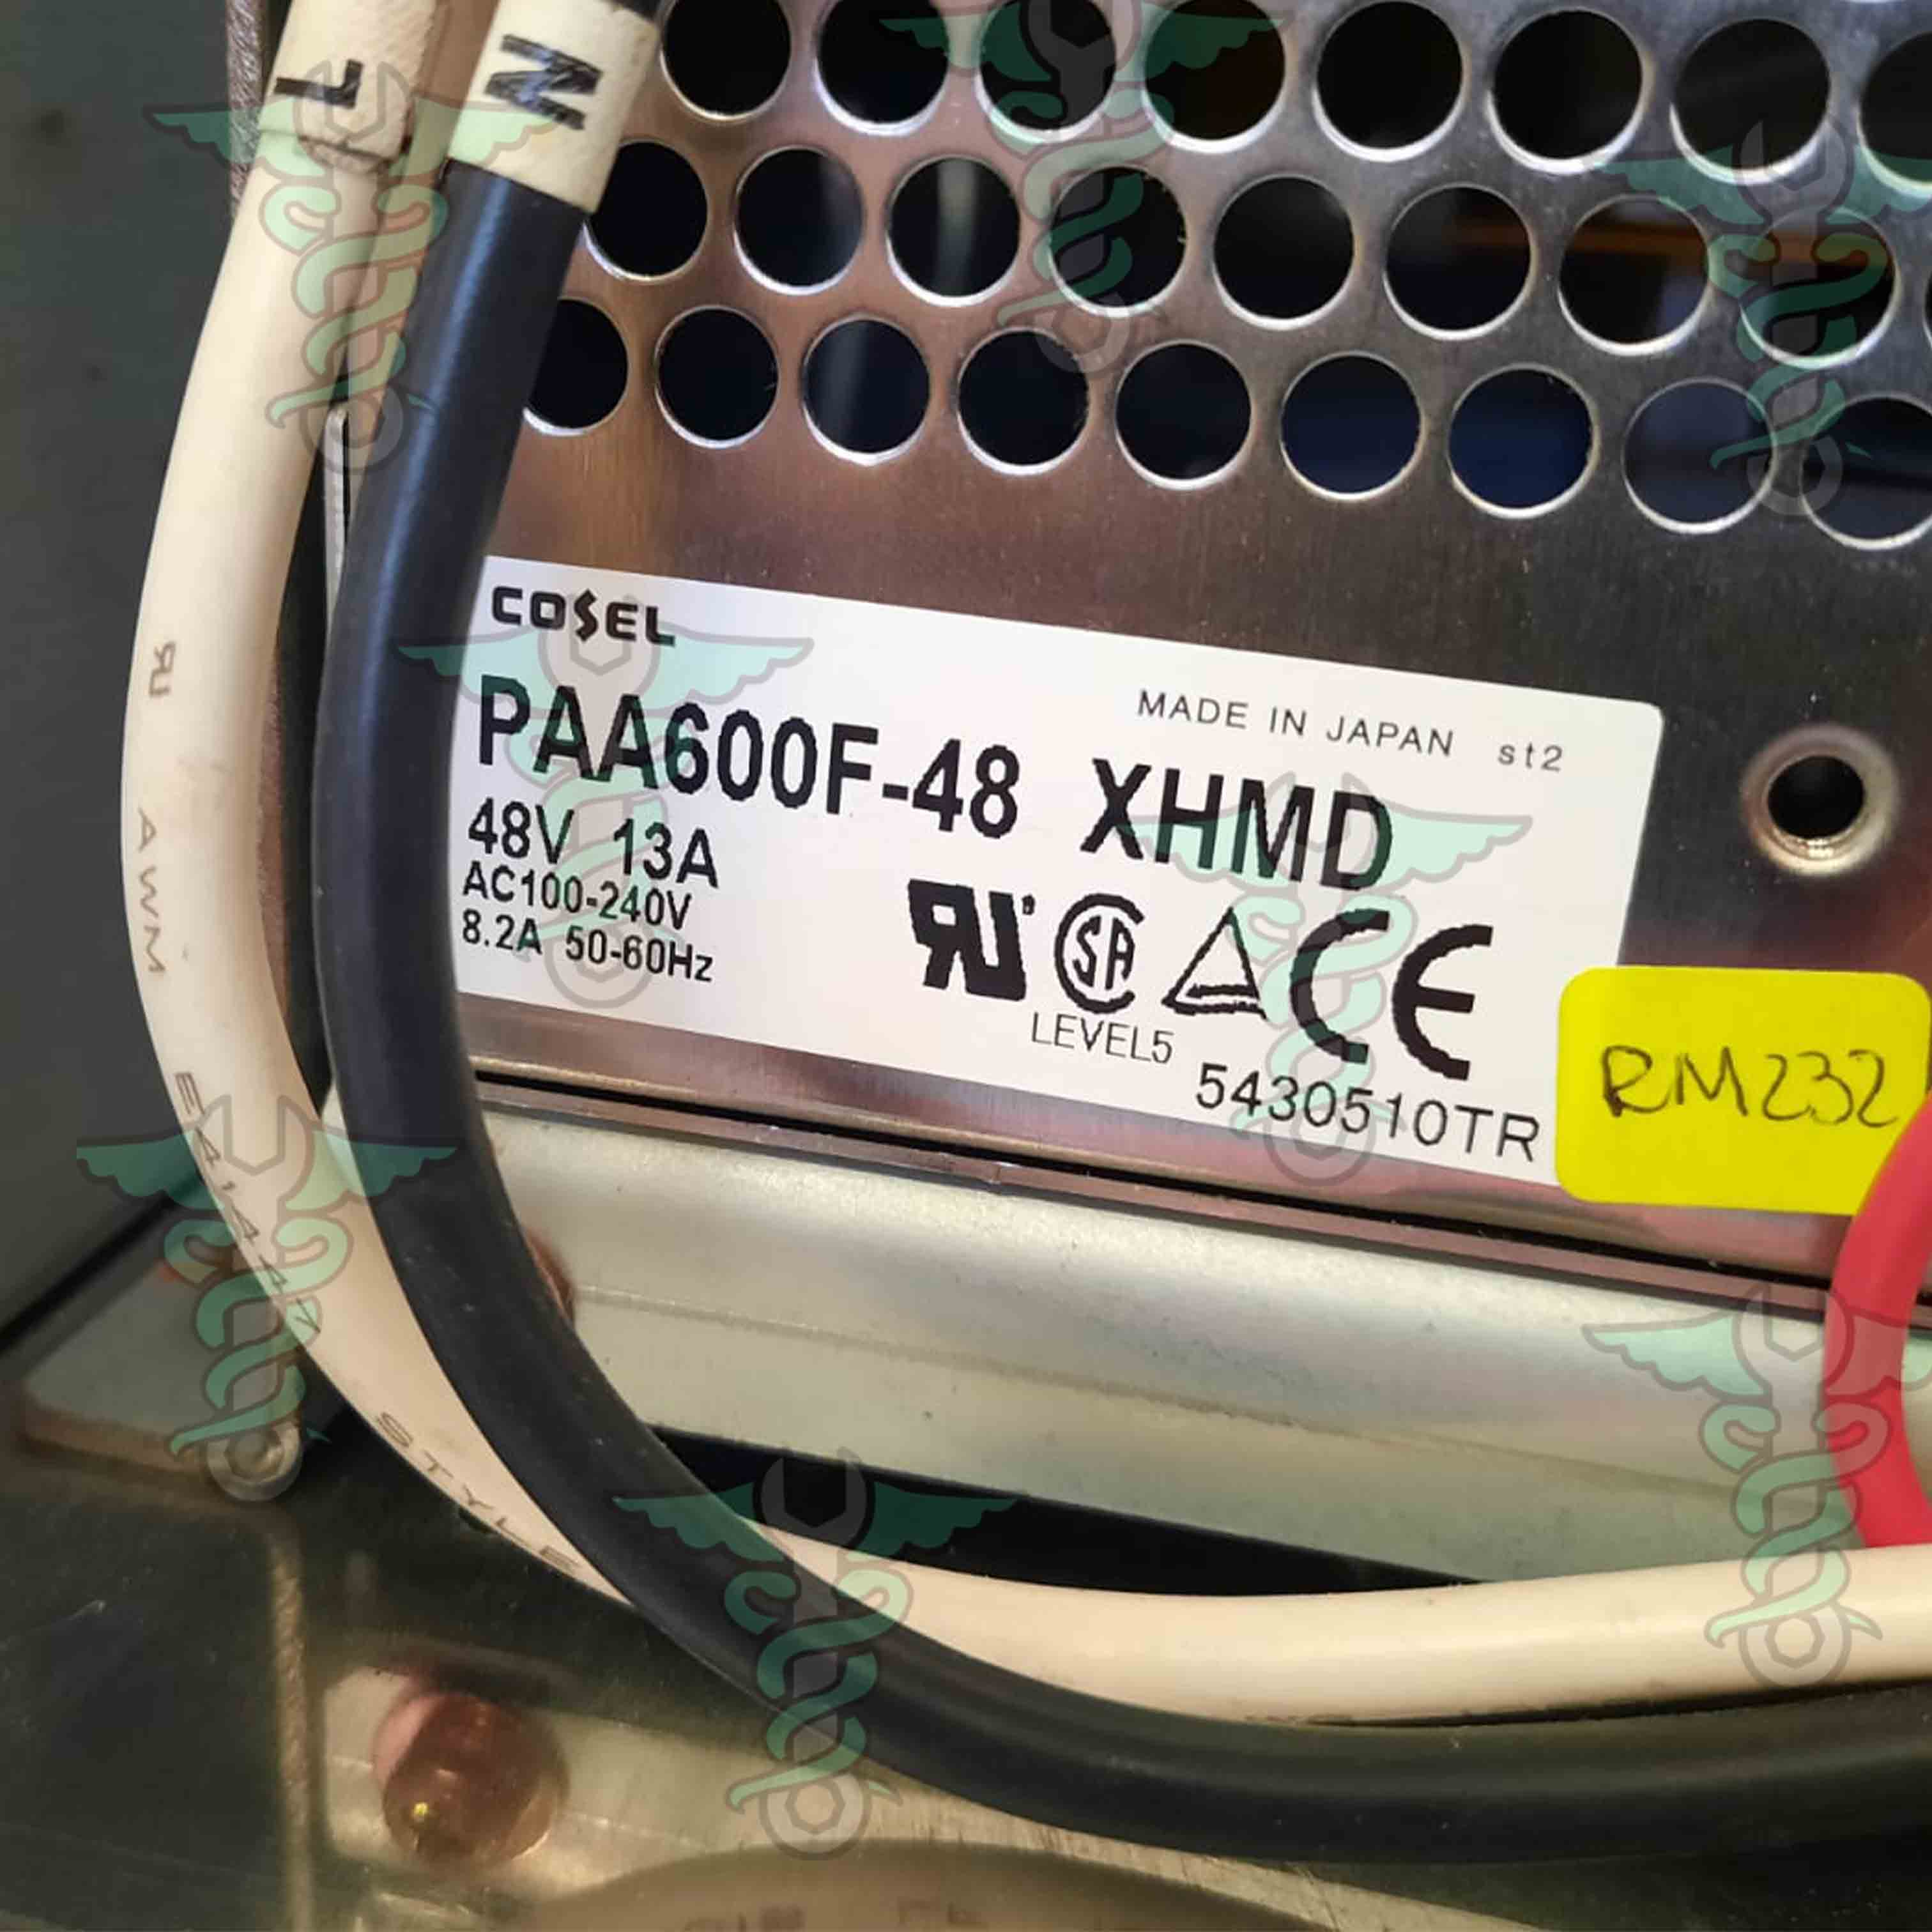 L
N
COSEL
MADE IN JAPAN st2
PAA600F-48 XHMD
48V 13A
AC100-240V
8.2A 50-60Hz
LEVEL5
5430510TR
RM232
AWM
STYLE